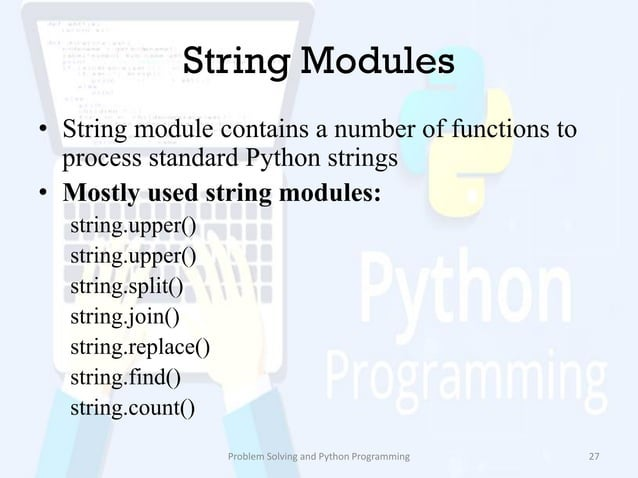 String Modules
• String module contains a number of functions to
process standard Python strings
• Mostly used string modules:
string.upper()
string.upper()
string.split()
string.join()
string.replace()
string.find()
string.count()
Python
Programming
Problem Solving and Python Programming
27